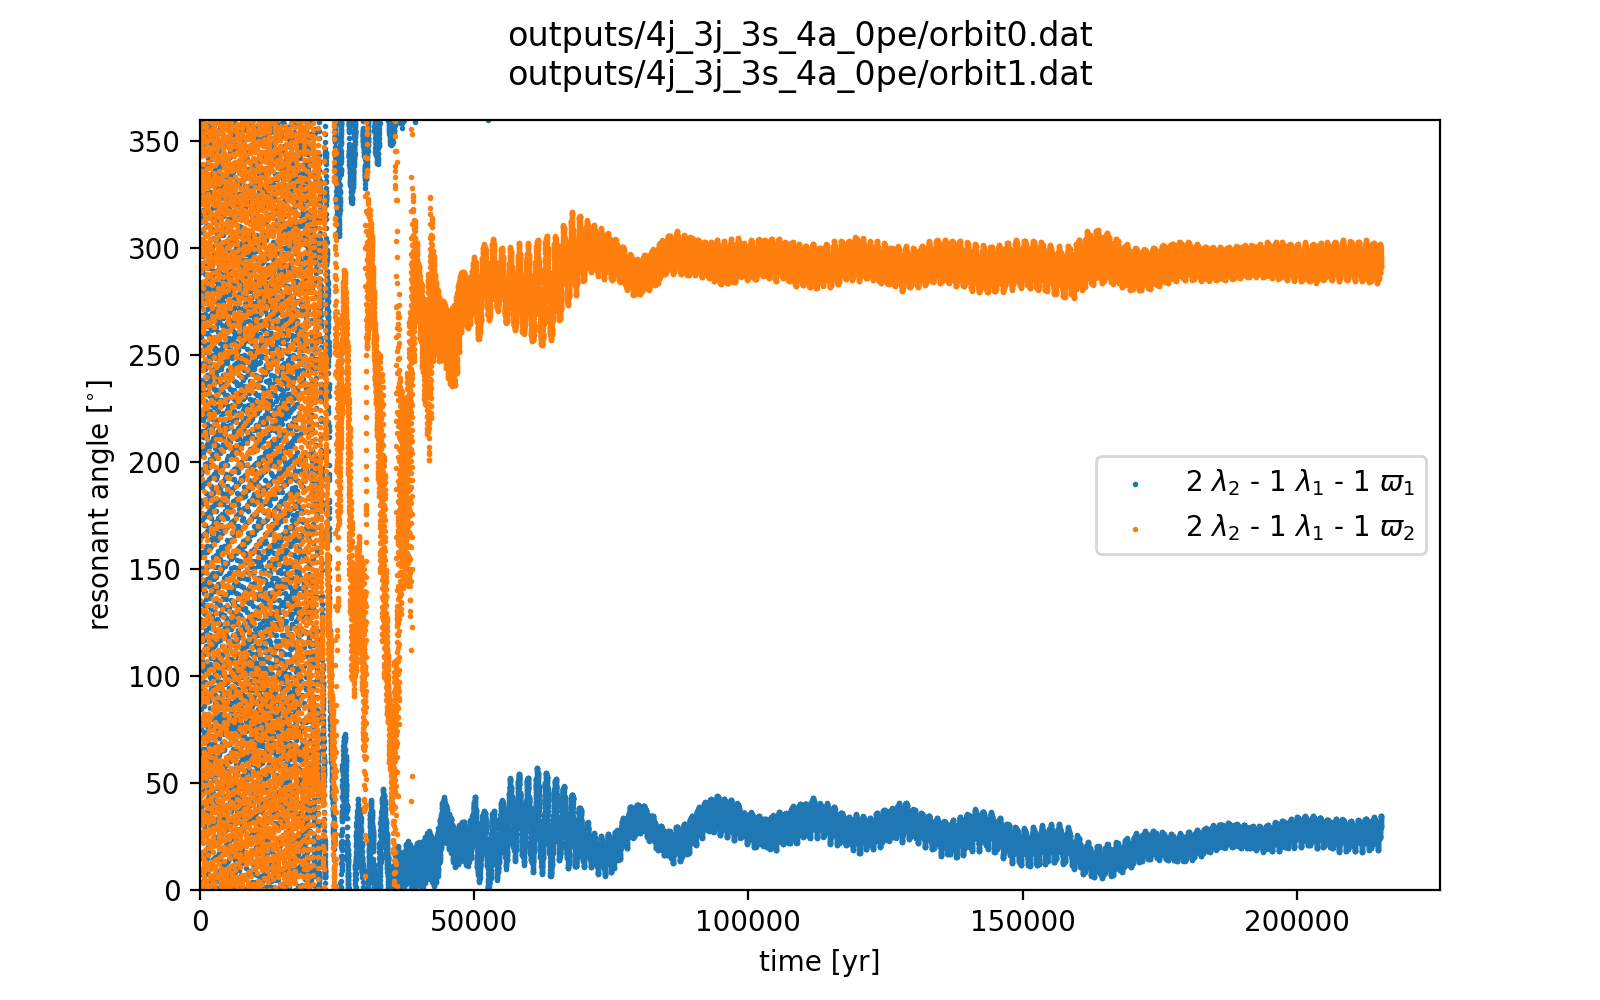 outputs/4j_3j_3s_4a_0pe/orbit0.dat
outputs/4j_3j_3s_4a_0pe/orbit1.dat
350
300
250
200
150
100
50
0
resonant angle [°]
2 λ₂ - 1 λ₁ - 1 ϖ₁
2 λ₂ - 1 λ₁ - 1 ϖ₂
0 50000 100000 150000 200000
time [yr]